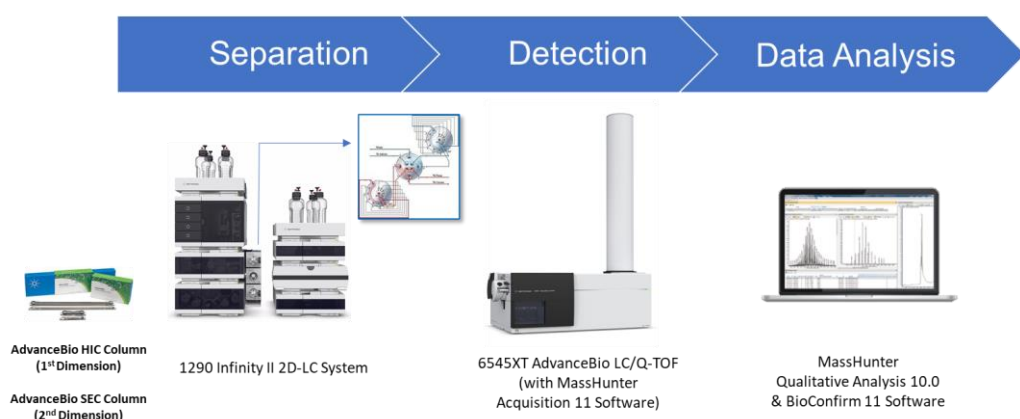 Separation
Detection
Data Analysis
AdvanceBio HIC Column
(1st Dimension)
AdvanceBio SEC Column
(2nd Dimension)
1290 Infinity II 2D-LC System
6545XT AdvanceBio LC/Q-TOF
(with MassHunter
Acquisition 11 Software)
MassHunter
Qualitative Analysis 10.0
& BioConfirm 11 Software